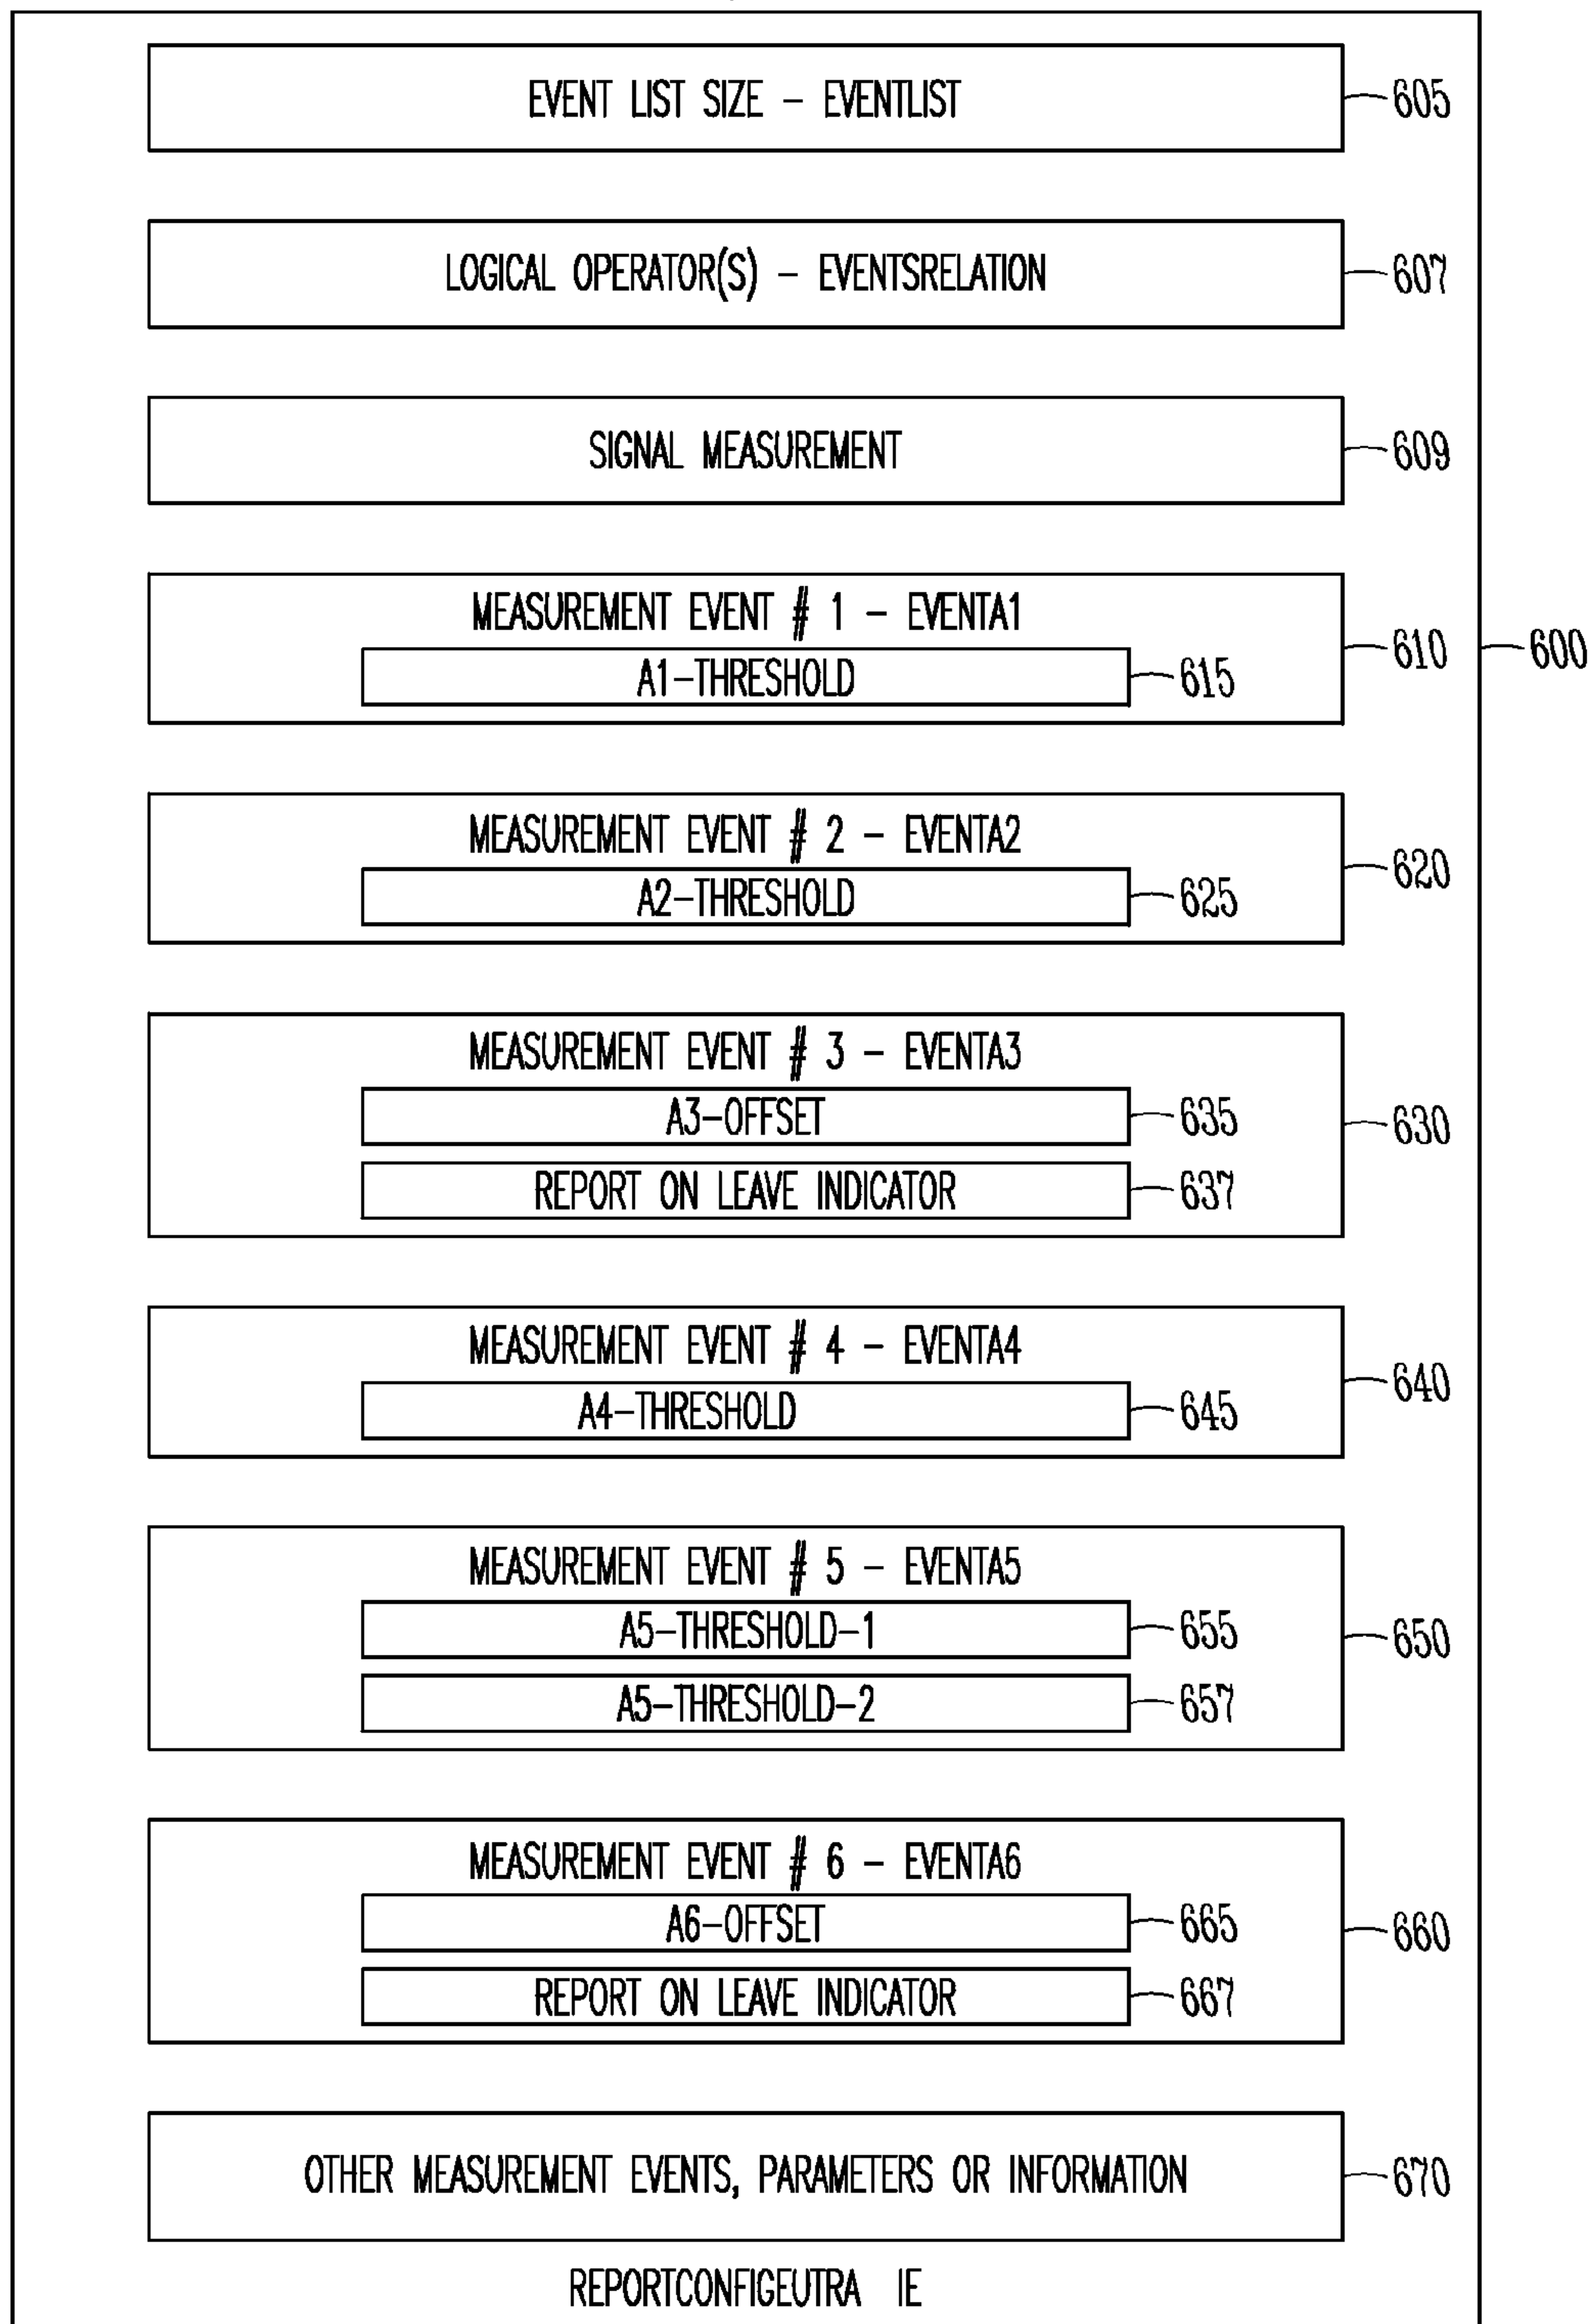 EVENT LIST SIZE – EVENTLIST 605
LOGICAL OPERATOR(S) – EVENTSRELATION 607
SIGNAL MEASUREMENT 609
MEASUREMENT EVENT # 1 – EVENTA1 610
600
A1–THRESHOLD 615
MEASUREMENT EVENT # 2 – EVENTA2 620
A2–THRESHOLD 625
MEASUREMENT EVENT # 3 – EVENTA3
A3–OFFSET 635
630
REPORT ON LEAVE INDICATOR 637
MEASUREMENT EVENT # 4 – EVENTA4 640
A4–THRESHOLD 645
MEASUREMENT EVENT # 5 – EVENTA5
A5–THRESHOLD–1 655
650
A5–THRESHOLD–2 657
MEASUREMENT EVENT # 6 – EVENTA6
A6–OFFSET 665
660
REPORT ON LEAVE INDICATOR 667
OTHER MEASUREMENT EVENTS, PARAMETERS OR INFORMATION 670
REPORTCONFIGEUTRA IE